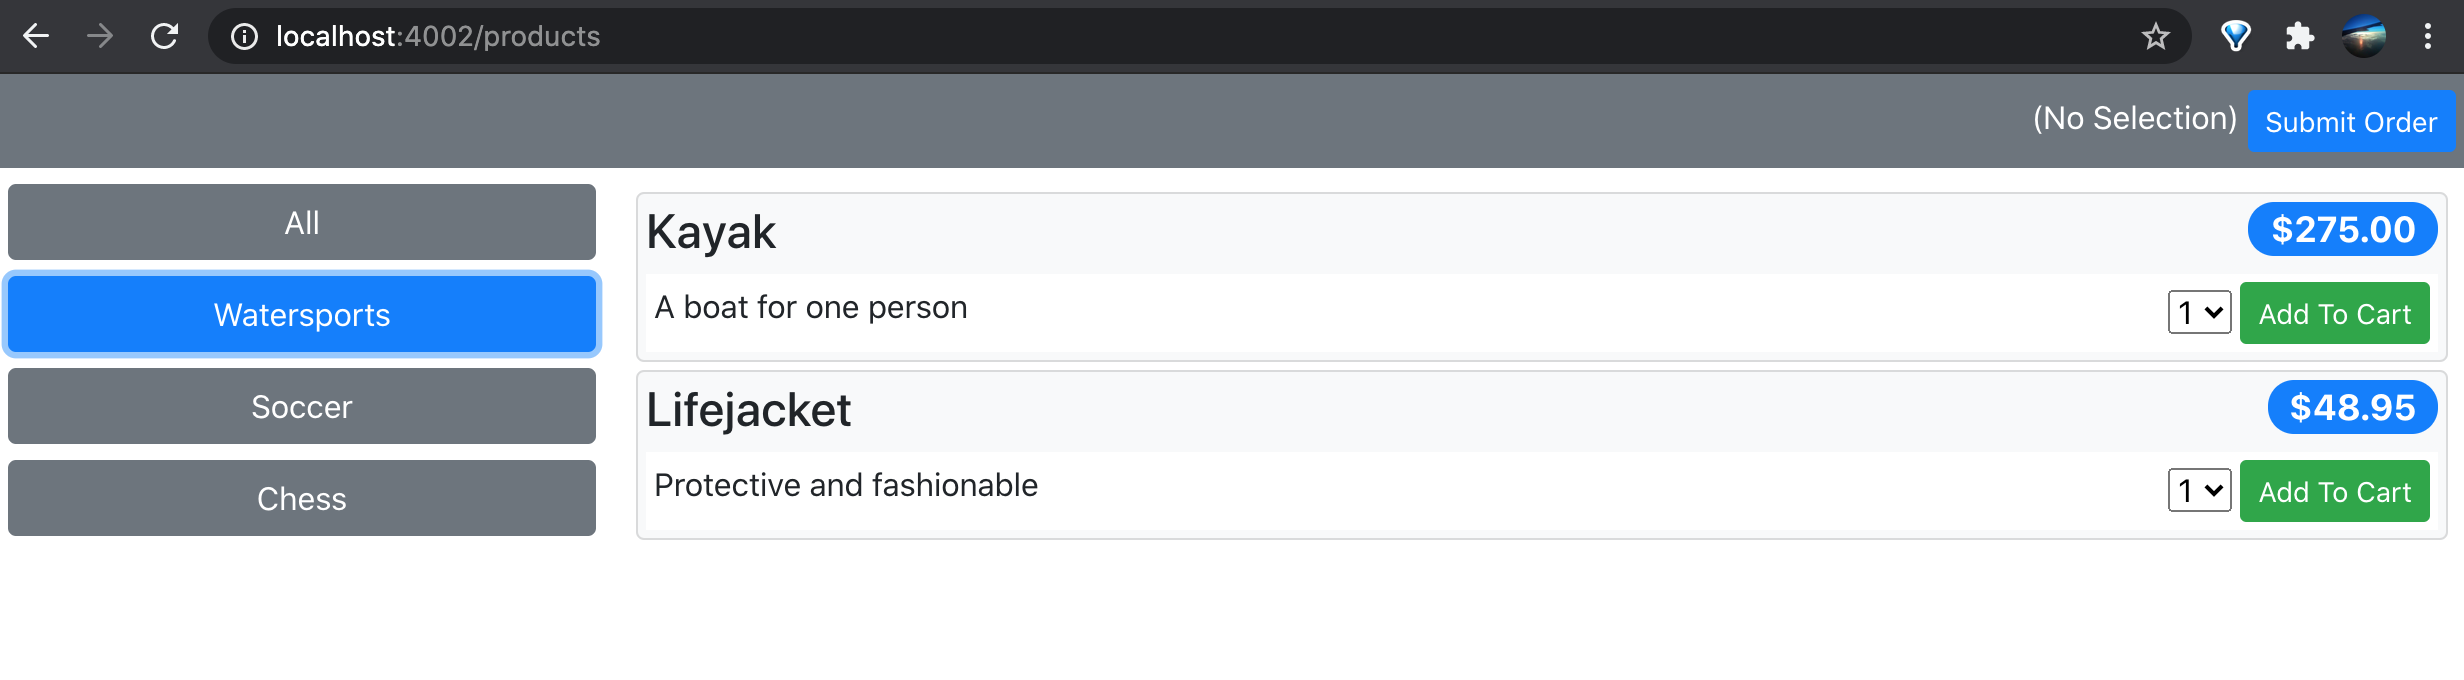 localhost:4002/products
(No Selection) Submit Order
All
Watersports
Soccer
Chess
Kayak $275.00
A boat for one person 1 Add To Cart
Lifejacket $48.95
Protective and fashionable 1 Add To Cart